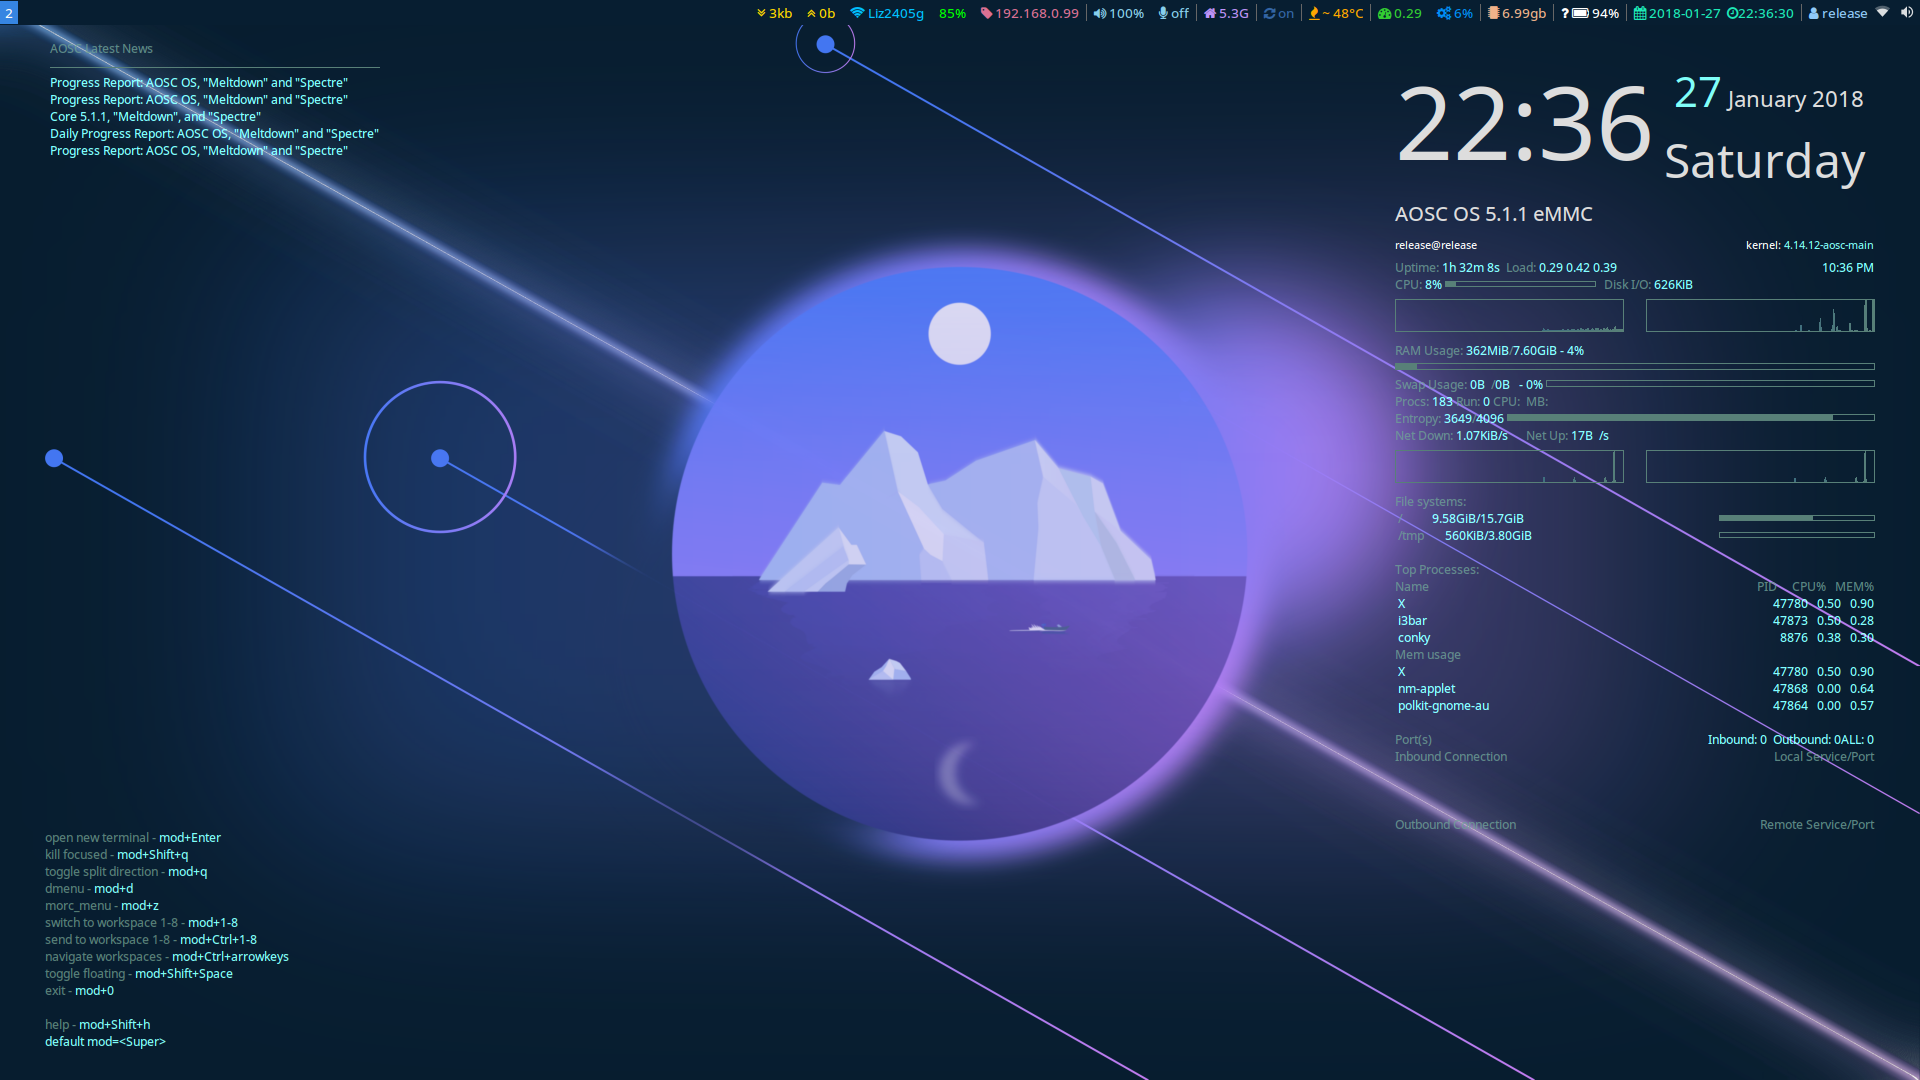 2 3kb 0b Liz2405g 85% 192.168.0.99 100% off 5.3G on ~ 48°C 0.29 6% 6.99gb ? 94% 2018-01-27 22:36:30 release
AOSC Latest News
Progress Report: AOSC OS, "Meltdown" and "Spectre"
Progress Report: AOSC OS, "Meltdown" and "Spectre"
Core 5.1.1, "Meltdown", and "Spectre"
Daily Progress Report: AOSC OS, "Meltdown" and "Spectre"
Progress Report: AOSC OS, "Meltdown" and "Spectre"
22:36
27 January 2018
Saturday
AOSC OS 5.1.1 eMMC
release@release kernel: 4.14.12-aosc-main
Uptime: 1h 32m 8s Load: 0.29 0.42 0.39 10:36 PM
CPU: 8% Disk I/O: 626KiB
RAM Usage: 362MiB/7.60GiB - 4%
Swap Usage: 0B /0B - 0%
Procs: 183 Run: 0 CPU: MB:
Entropy: 3649/4096
Net Down: 1.07KiB/s Net Up: 17B /s
File systems:
/ 9.58GiB/15.7GiB
/tmp 560KiB/3.80GiB
Top Processes:
Name PID CPU% MEM%
X 47780 0.50 0.90
i3bar 47873 0.50 0.28
conky 8876 0.38 0.30
Mem usage
X 47780 0.50 0.90
nm-applet 47868 0.00 0.64
polkit-gnome-au 47864 0.00 0.57
Port(s) Inbound: 0 Outbound: 0ALL: 0
Inbound Connection Local Service/Port
Outbound Connection Remote Service/Port
open new terminal - mod+Enter
kill focused - mod+Shift+q
toggle split direction - mod+q
dmenu - mod+d
morc_menu - mod+z
switch to workspace 1-8 - mod+1-8
send to workspace 1-8 - mod+Ctrl+1-8
navigate workspaces - mod+Ctrl+arrowkeys
toggle floating - mod+Shift+Space
exit - mod+0
help - mod+Shift+h
default mod=<Super>